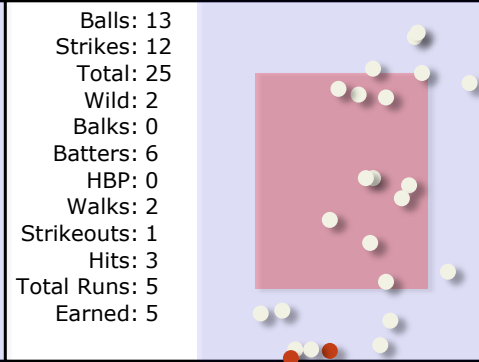 Balls: 13
Strikes: 12
Total: 25
Wild: 2
Balks: 0
Batters: 6
HBP: 0
Walks: 2
Strikeouts: 1
Hits: 3
Total Runs: 5
Earned: 5